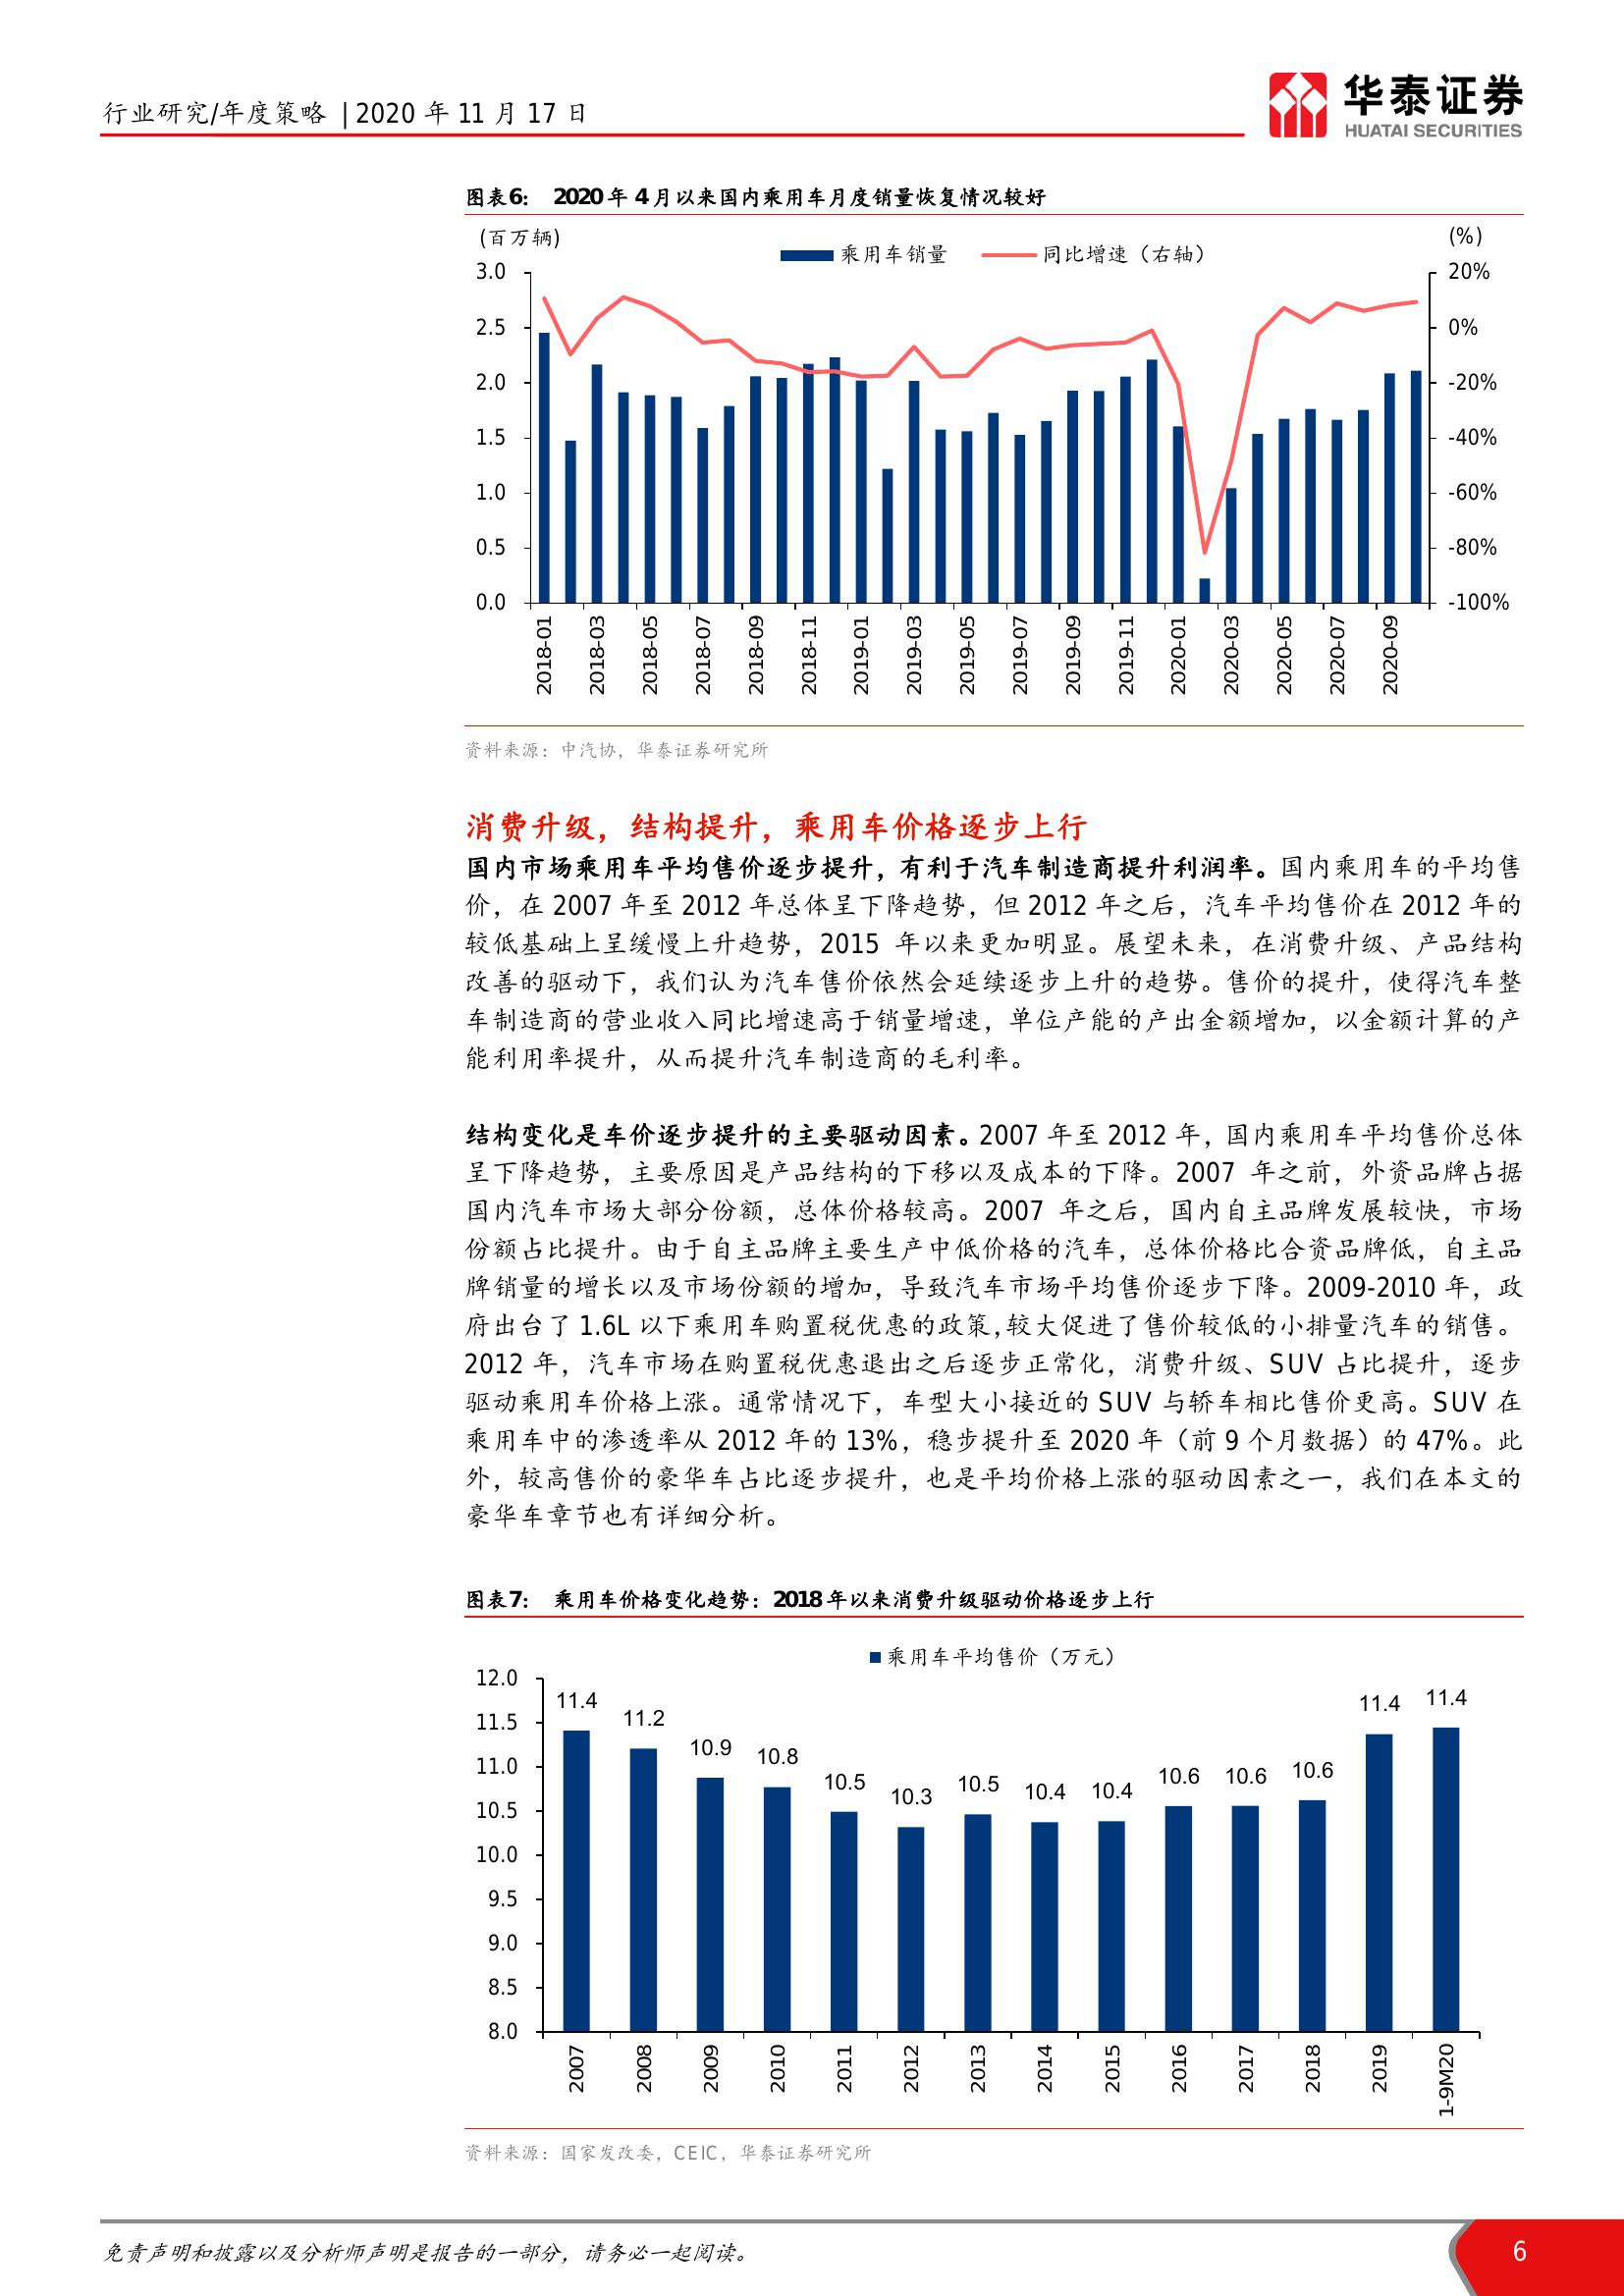 行业研究/年度策略 | 2020 年 11 月 17 日
华泰证券
HUATAI SECURITIES
图表6: 2020 年 4 月以来国内乘用车月度销量恢复情况较好
(百万辆)
(%)
乘用车销量 同比增速（右轴）
3.0 20%
2.5 0%
2.0 -20%
1.5 -40%
1.0 -60%
0.5 -80%
0.0 -100%
2018-01 2018-03 2018-05 2018-07 2018-09 2018-11 2019-01 2019-03 2019-05 2019-07 2019-09 2019-11 2020-01 2020-03 2020-05 2020-07 2020-09
资料来源：中汽协，华泰证券研究所
消费升级，结构提升，乘用车价格逐步上行
国内市场乘用车平均售价逐步提升，有利于汽车制造商提升利润率。国内乘用车的平均售
价，在 2007 年至 2012 年总体呈下降趋势，但 2012 年之后，汽车平均售价在 2012 年的
较低基础上呈缓慢上升趋势，2015 年以来更加明显。展望未来，在消费升级、产品结构
改善的驱动下，我们认为汽车售价依然会延续逐步上升的趋势。售价的提升，使得汽车整
车制造商的营业收入同比增速高于销量增速，单位产能的产出金额增加，以金额计算的产
能利用率提升，从而提升汽车制造商的毛利率。
结构变化是车价逐步提升的主要驱动因素。2007 年至 2012 年，国内乘用车平均售价总体
呈下降趋势，主要原因是产品结构的下移以及成本的下降。2007 年之前，外资品牌占据
国内汽车市场大部分份额，总体价格较高。2007 年之后，国内自主品牌发展较快，市场
份额占比提升。由于自主品牌主要生产中低价格的汽车，总体价格比合资品牌低，自主品
牌销量的增长以及市场份额的增加，导致汽车市场平均售价逐步下降。2009-2010 年，政
府出台了 1.6L 以下乘用车购置税优惠的政策,较大促进了售价较低的小排量汽车的销售。
2012 年，汽车市场在购置税优惠退出之后逐步正常化，消费升级、SUV 占比提升，逐步
驱动乘用车价格上涨。通常情况下，车型大小接近的 SUV 与轿车相比售价更高。SUV 在
乘用车中的渗透率从 2012 年的 13%，稳步提升至 2020 年（前 9 个月数据）的 47%。此
外，较高售价的豪华车占比逐步提升，也是平均价格上涨的驱动因素之一，我们在本文的
豪华车章节也有详细分析。
图表7: 乘用车价格变化趋势：2018 年以来消费升级驱动价格逐步上行
乘用车平均售价（万元）
12.0
11.5
11.0
10.5
10.0
9.5
9.0
8.5
8.0
11.4 11.2 10.9 10.8 10.5 10.3 10.5 10.4 10.4 10.6 10.6 10.6 11.4 11.4
2007 2008 2009 2010 2011 2012 2013 2014 2015 2016 2017 2018 2019 1-9M20
资料来源：国家发改委，CEIC，华泰证券研究所
免责声明和披露以及分析师声明是报告的一部分，请务必一起阅读。
6